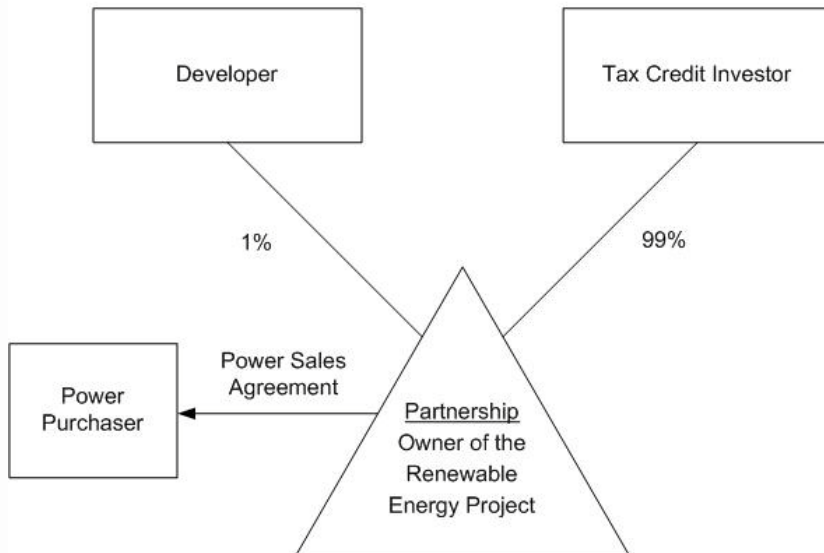 Developer
Tax Credit Investor
1%
99%
Power Sales
Agreement
Power
Purchaser
Partnership
Owner of the
Renewable
Energy Project